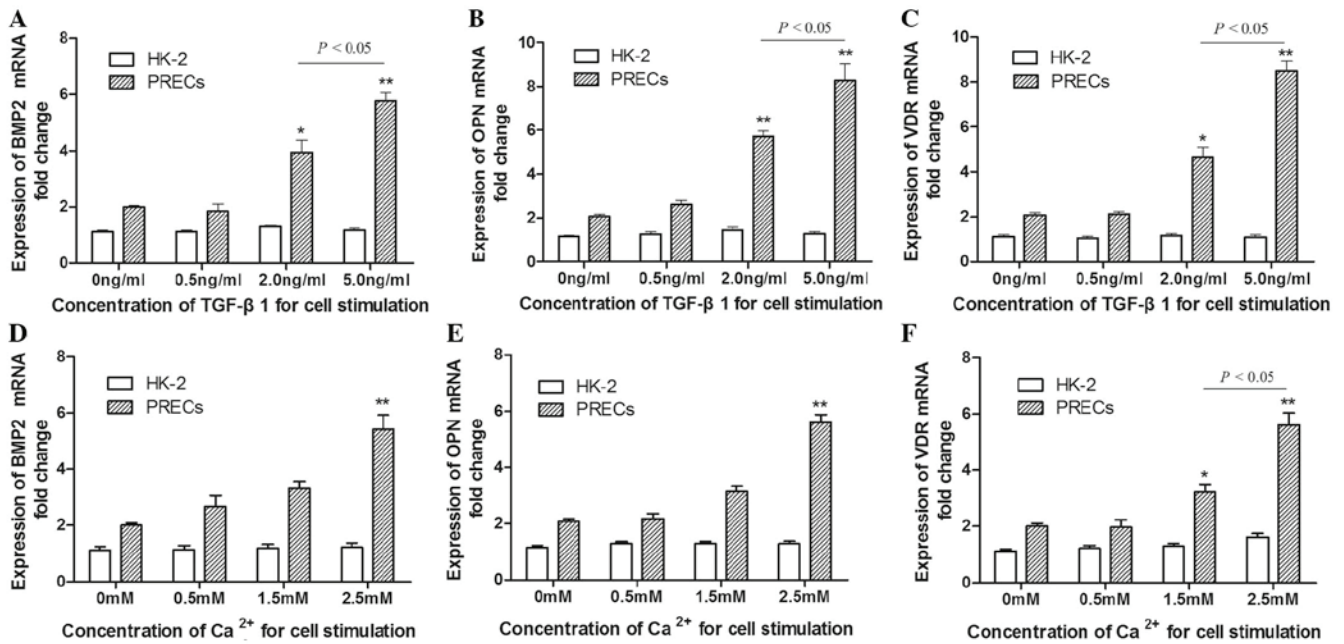 A
Expression of BMP2 mRNA
fold change
8
6
4
2
0
HK-2
PRECs
P < 0.05
*
**
0ng/ml 0.5ng/ml 2.0ng/ml 5.0ng/ml
Concentration of TGF-β 1 for cell stimulation
B
Expression of OPN mRNA
fold change
10
8
6
4
2
0
HK-2
PRECs
P < 0.05
**
**
0ng/ml 0.5ng/ml 2.0ng/ml 5.0ng/ml
Concentration of TGF-β 1 for cell stimulation
C
Expression of VDR mRNA
fold change
10
8
6
4
2
0
HK-2
PRECs
P < 0.05
*
**
0ng/ml 0.5ng/ml 2.0ng/ml 5.0ng/ml
Concentration of TGF-β 1 for cell stimulation
D
Expression of BMP2 mRNA
fold change
8
6
4
2
0
HK-2
PRECs
**
0mM 0.5mM 1.5mM 2.5mM
Concentration of Ca 2+ for cell stimulation
E
Expression of OPN mRNA
fold change
8
6
4
2
0
HK-2
PRECs
**
0mM 0.5mM 1.5mM 2.5mM
Concentration of Ca 2+ for cell stimulation
F
Expression of VDR mRNA
fold change
8
6
4
2
0
HK-2
PRECs
P < 0.05
*
**
0mM 0.5mM 1.5mM 2.5mM
Concentration of Ca 2+ for cell stimulation